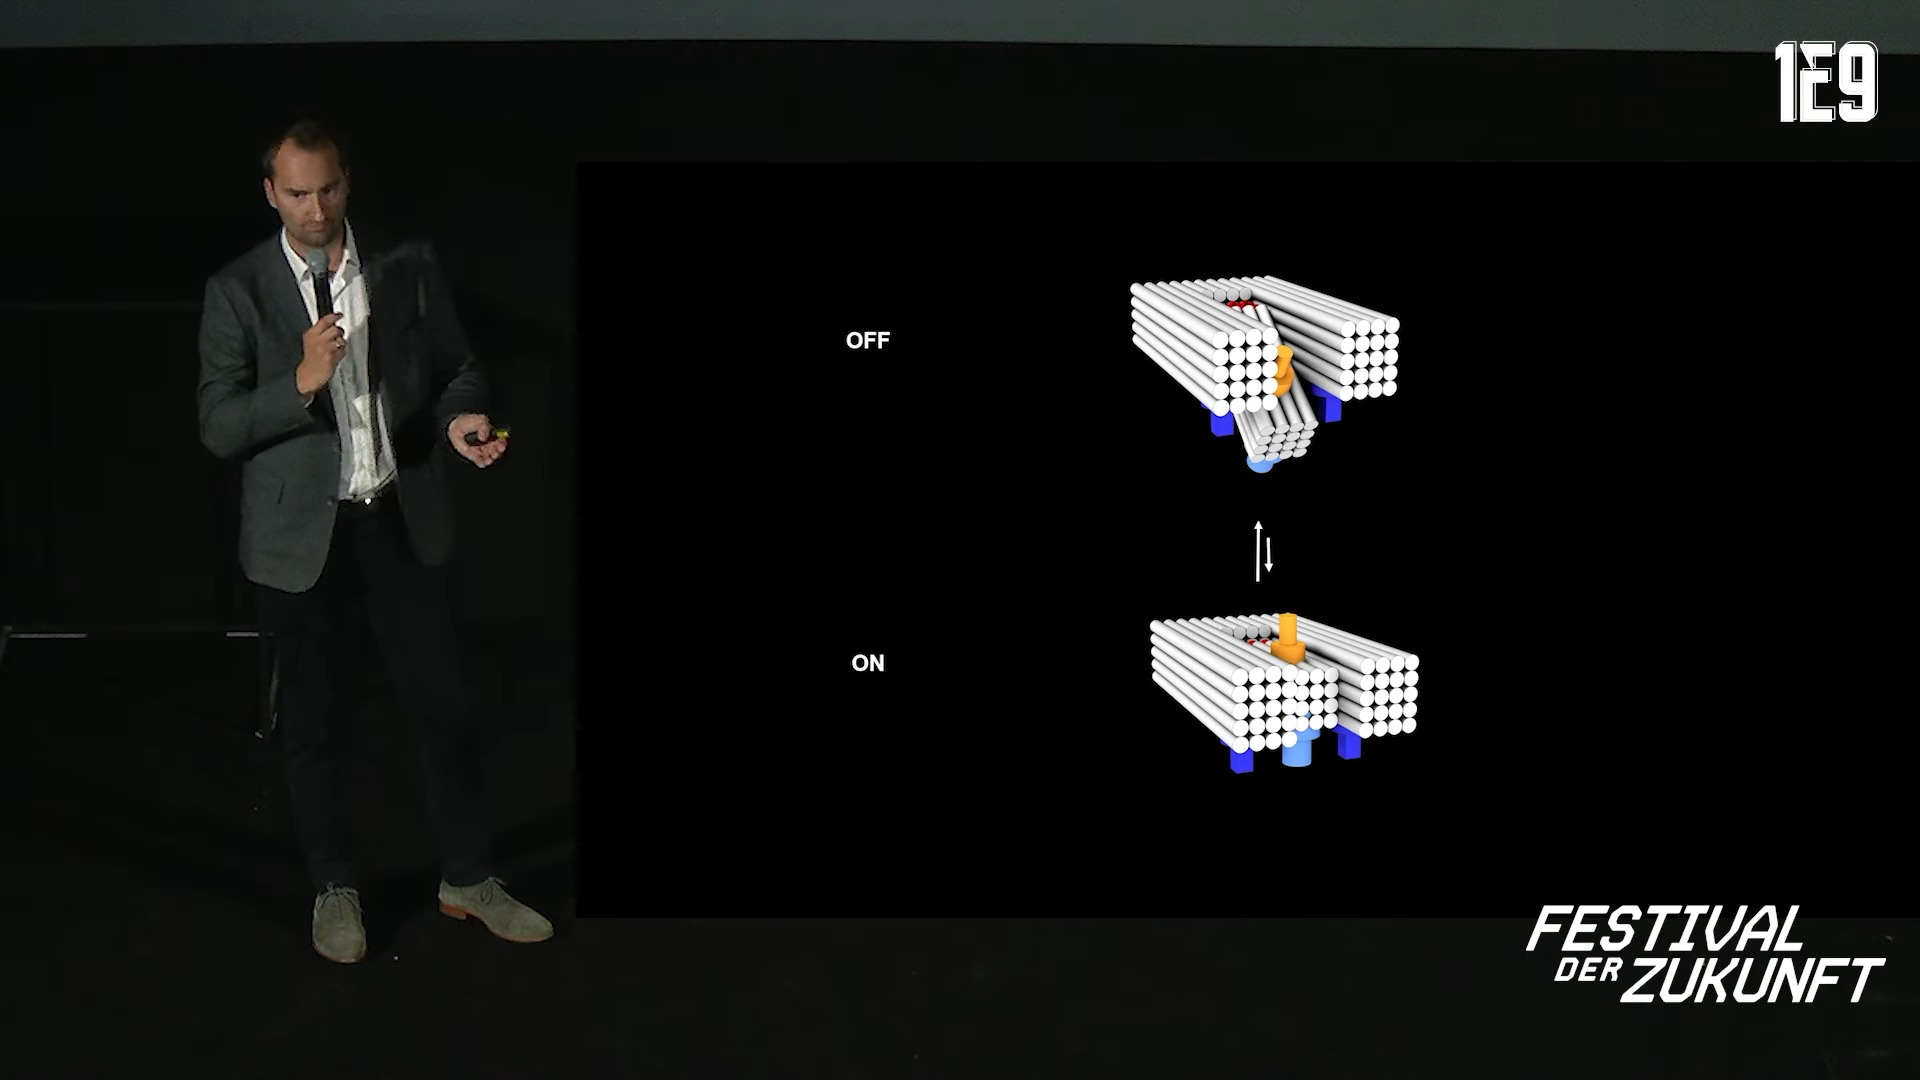 1E9
OFF
ON
FESTIVAL
DER ZUKUNFT